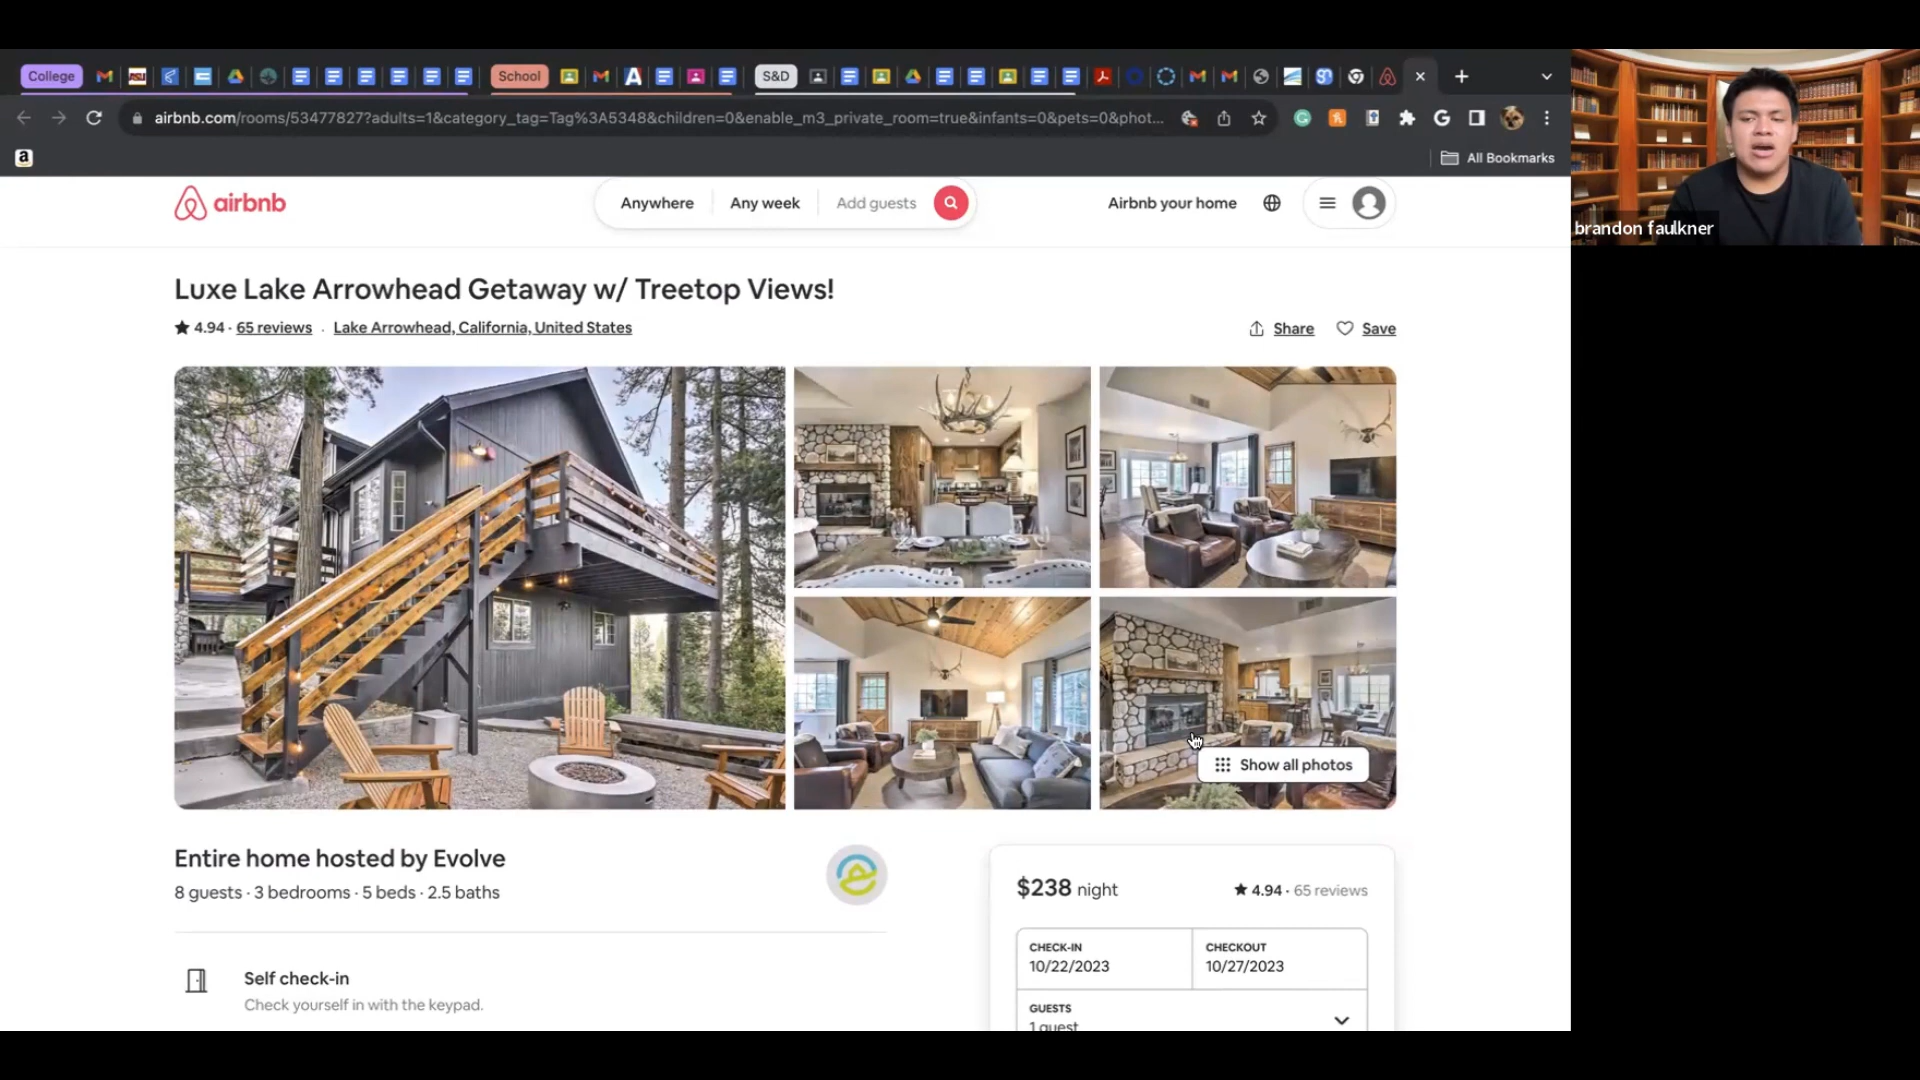 College
School
S&D
airbnb.com/rooms/53477827?adults=1&category_tag=Tag%3A5348&children=0&enable_m3_private_room=true&infants=0&pets=0&phot...
All Bookmarks
brandon faulkner
airbnb
Anywhere Any week Add guests
Airbnb your home
Luxe Lake Arrowhead Getaway w/ Treetop Views!
4.94 · 65 reviews · Lake Arrowhead, California, United States
Share Save
Show all photos
Entire home hosted by Evolve
8 guests · 3 bedrooms · 5 beds · 2.5 baths
$238 night
4.94 · 65 reviews
CHECK-IN
10/22/2023
CHECKOUT
10/27/2023
Self check-in
Check yourself in with the keypad.
GUESTS
1 guest